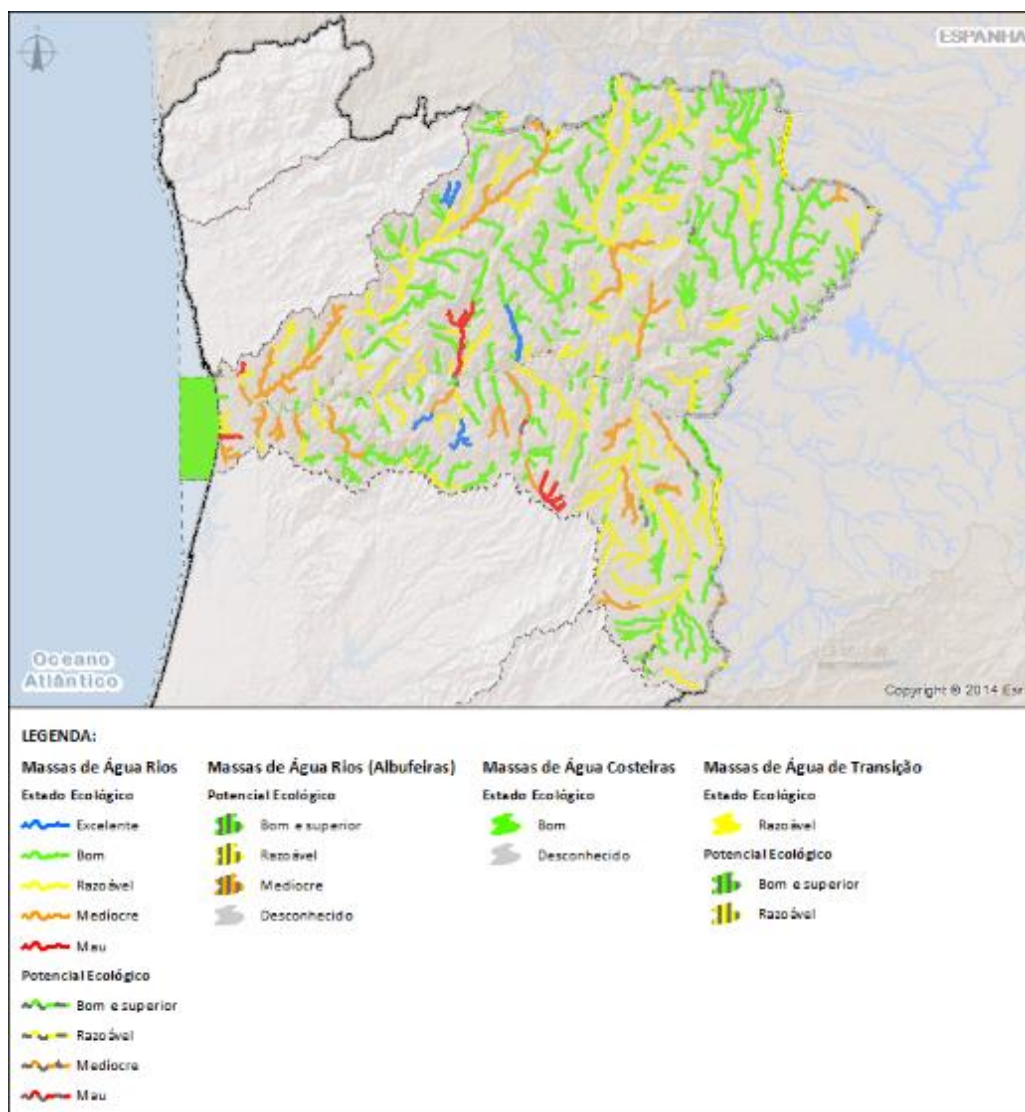 ESPANHA
Oceano
Atlântico
Copyright © 2014 Esri
LEGENDA:
Massas de Água Rios
Estado Ecológico
Excelente
Bom
Razoável
Medíocre
Mau
Potencial Ecológico
Bom e superior
Razoável
Medíocre
Mau
Massas de Água Rios (Albufeiras)
Potencial Ecológico
Bom e superior
Razoável
Medíocre
Desconhecido
Massas de Água Costeiras
Estado Ecológico
Bom
Desconhecido
Massas de Água de Transição
Estado Ecológico
Razoável
Potencial Ecológico
Bom e superior
Razoável